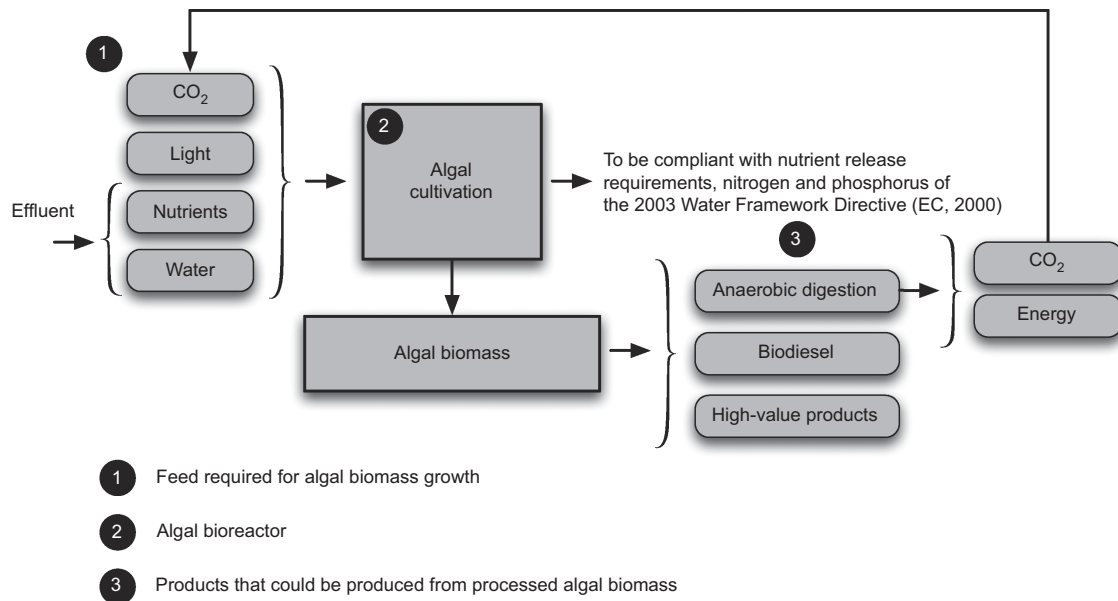 1
CO2
Light
Effluent
Nutrients
Water
2
Algal
cultivation
To be compliant with nutrient release
requirements, nitrogen and phosphorus of
the 2003 Water Framework Directive (EC, 2000)
3
Algal biomass
Anaerobic digestion
Biodiesel
High-value products
CO2
Energy
1 Feed required for algal biomass growth
2 Algal bioreactor
3 Products that could be produced from processed algal biomass